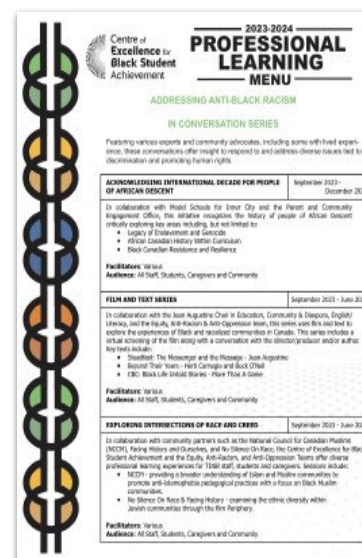 Centre of
Excellence for
Black Student
Achievement
2023-2024
PROFESSIONAL
LEARNING
MENU
ADDRESSING ANTI-BLACK RACISM
IN CONVERSATION SERIES
Featuring various experts and community advocates, including some with lived experi-
ence, these conversations offer insight to respond to and address diverse issues tied to
discrimination and promoting human rights.
ACKNOWLEDGING INTERNATIONAL DECADE FOR PEOPLE
OF AFRICAN DESCENT
September 2023 -
December 20
In collaboration with Model Schools for Inner City and the Parent and Community
Engagement Office, this initiative recognizes the history of people of African Descent
critically exploring key areas including, but not limited to:
• Legacy of Enslavement and Genocide
• African Canadian History Within Curriculum
• Black Canadian Resistance and Resilience
Facilitators: Various
Audience: All Staff, Students, Caregivers and Community
FILM AND TEXT SERIES
September 2023 - June 20
In collaboration with the Jean Augustine Chair in Education, Community & Diaspora, English/
Literacy, and the Equity, Anti-Racism & Anti-Oppression team, this series uses film and text to
explore the experiences of Black and racialized communities in Canada. This series includes a
virtual screening of the film along with a conversation with the director/producer and/or author.
Key texts include:
• Steadfast: The Messenger and the Message - Jean Augustine
• Beyond Their Years - Herb Carnegie and Buck O'Neil
• CBC: Black Life Untold Stories - More Than A Game
Facilitators: Various
Audience: All Staff, Students, Caregivers and Community
EXPLORING INTERSECTIONS OF RACE AND CREED
September 2023 - June 20
In collaboration with community partners such as the National Council for Canadian Muslims
(NCCM), Facing History and Ourselves, and No Silence On Race, the Centre of Excellence for Bla
Student Achievement and the Equity, Anti-Racism, and Anti-Oppression Teams offer diverse
professional learning experiences for TDSB staff, students and caregivers. Sessions include:
• NCCM - providing a broader understanding of Islam and Muslim communities to
promote anti-islamophobic pedagogical practices with a focus on Black Muslim
communities.
• No Silence On Race & Facing History - examining the ethnic diversity within
Jewish communities through the film Periphery.
Facilitators: Various
Audience: All Staff, Students, Caregivers and Community